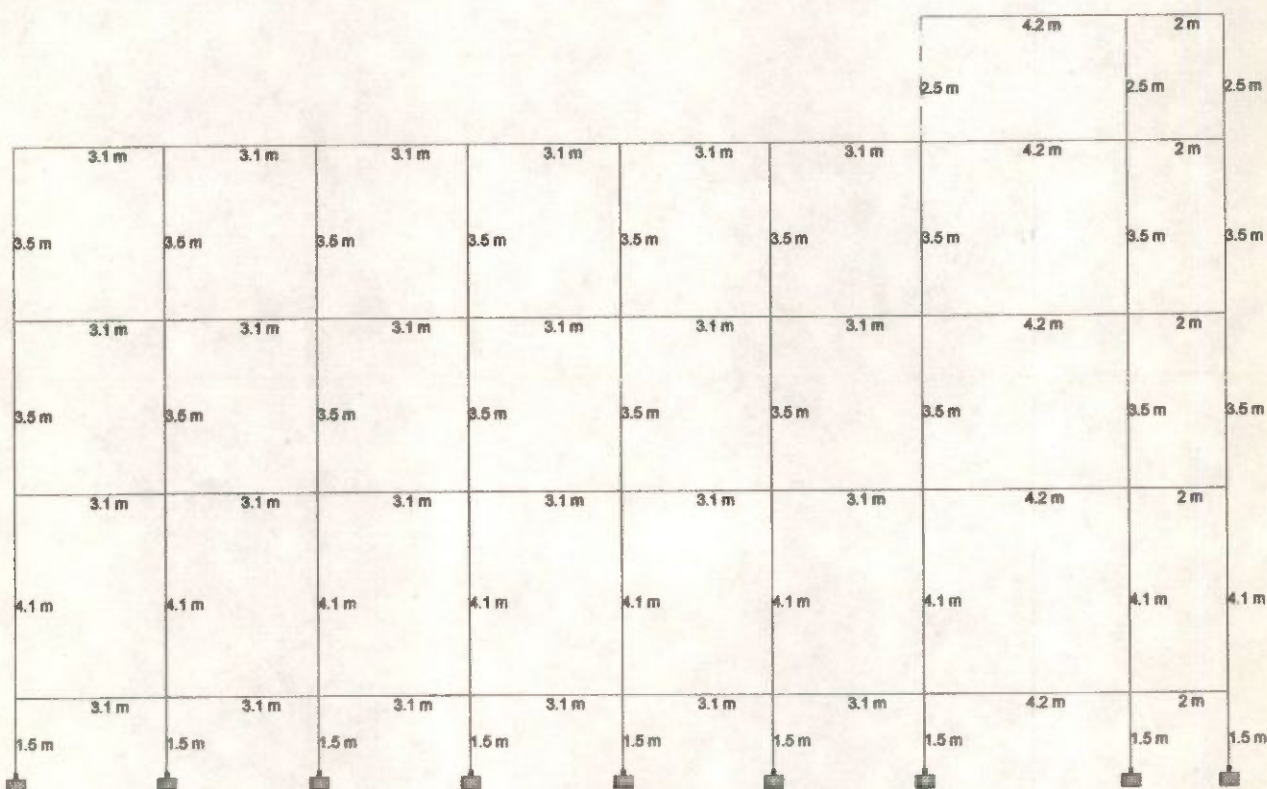 4.2 m 2 m
2.5 m 2.5 m 2.5 m
3.1 m 3.1 m 3.1 m 3.1 m 3.1 m 3.1 m 4.2 m 2 m
3.5 m 3.5 m 3.5 m 3.5 m 3.5 m 3.5 m 3.5 m 3.5 m 3.5 m
3.1 m 3.1 m 3.1 m 3.1 m 3.1 m 3.1 m 4.2 m 2 m
3.5 m 3.5 m 3.5 m 3.5 m 3.5 m 3.5 m 3.5 m 3.5 m 3.5 m
3.1 m 3.1 m 3.1 m 3.1 m 3.1 m 3.1 m 4.2 m 2 m
4.1 m 4.1 m 4.1 m 4.1 m 4.1 m 4.1 m 4.1 m 4.1 m 4.1 m
3.1 m 3.1 m 3.1 m 3.1 m 3.1 m 3.1 m 4.2 m 2 m
1.5 m 1.5 m 1.5 m 1.5 m 1.5 m 1.5 m 1.5 m 1.5 m 1.5 m